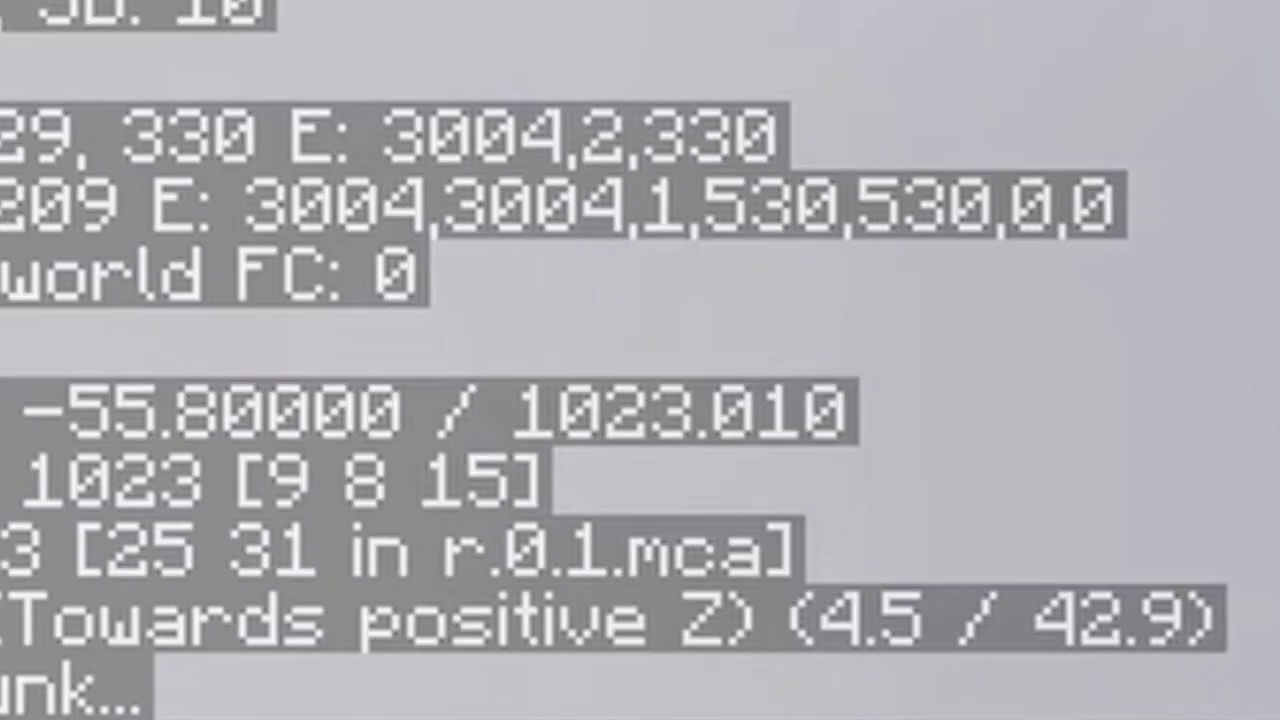 , SD: 10
29, 330 E: 3004,2,330
209 E: 3004,3004,1,530,530,0,0
world FC: 0
-55.80000 / 1023.010
1023 [9 8 15]
3 [25 31 in r.0.1.mca]
(Towards positive Z) (4.5 / 42.9)
unk...